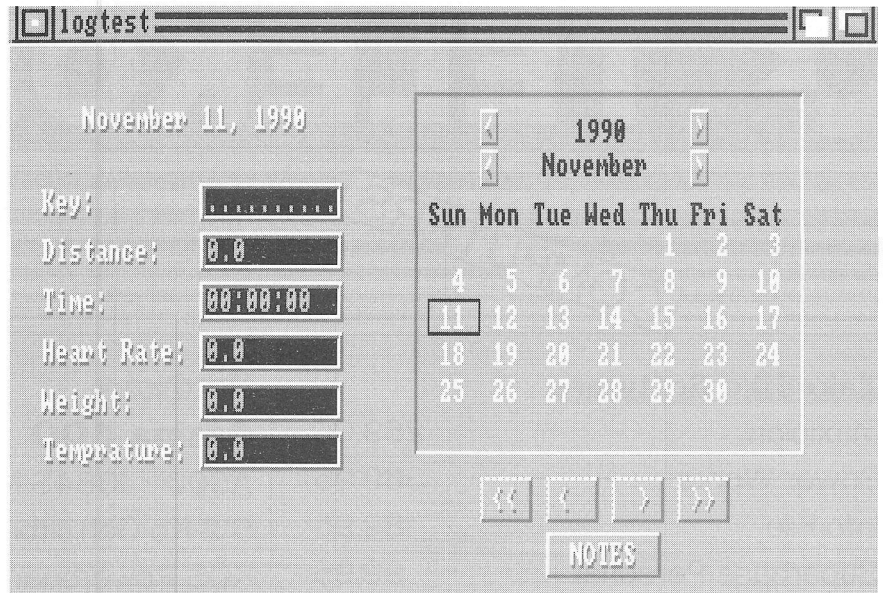 logtest
November 11, 1990
Key: ..........
Distance: 0.0
Time: 00:00:00
Heart Rate: 0.0
Weight: 0.0
Temprature: 0.0
< 1990 >
< November >
Sun Mon Tue Wed Thu Fri Sat
1 2 3
4 5 6 7 8 9 10
11 12 13 14 15 16 17
18 19 20 21 22 23 24
25 26 27 28 29 30
<< < > >>
NOTES